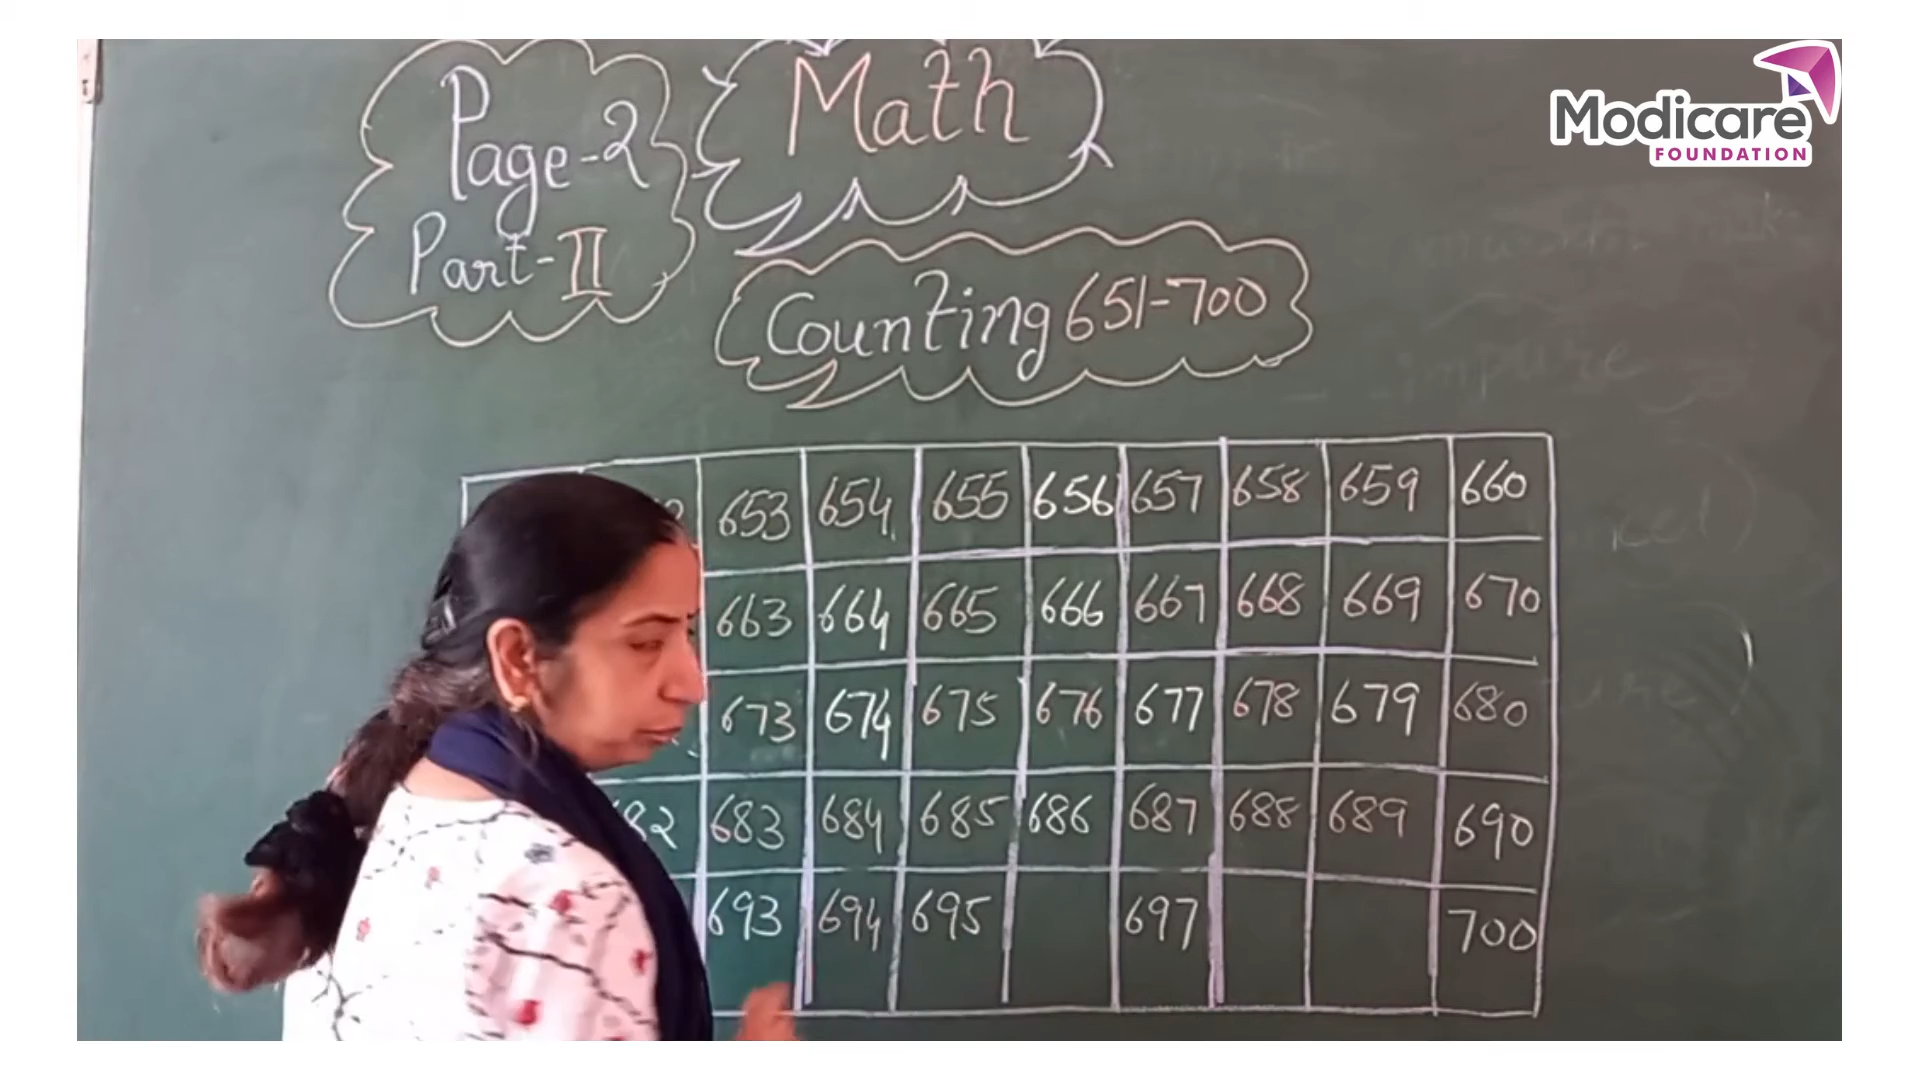 Modicare
FOUNDATION
Page-2
Part-II
Math
Counting 651-700
653 654 655 656 657 658 659 660
663 664 665 666 667 668 669 670
673 674 675 676 677 678 679 680
683 684 685 686 687 688 689 690
693 694 695 697 700
impure